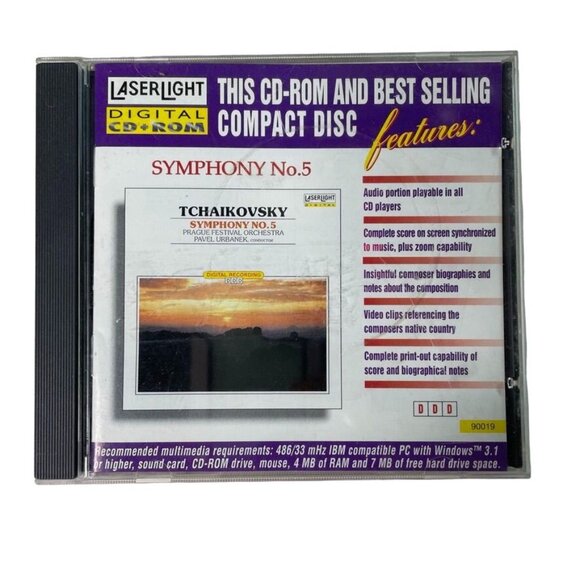 LASERLIGHT
DIGITAL
CD+ROM
THIS CD-ROM AND BEST SELLING
COMPACT DISC
features:
SYMPHONY No.5
LASERLIGHT
DIGITAL
TCHAIKOVSKY
SYMPHONY NO. 5
PRAGUE FESTIVAL ORCHESTRA
PAVEL URBANEK, CONDUCTOR
DIGITAL RECORDING
DDD
Audio portion playable in all
CD players
Complete score on screen synchronized
to music, plus zoom capability
Insightful composer biographies and
notes about the composition
Video clips referencing the
composers native country
Complete print-out capability of
score and biographical notes
DDD
90019
Recommended multimedia requirements: 486/33 mHz IBM compatible PC with Windows™ 3.1
or higher, sound card, CD-ROM drive, mouse, 4 MB of RAM and 7 MB of free hard drive space.